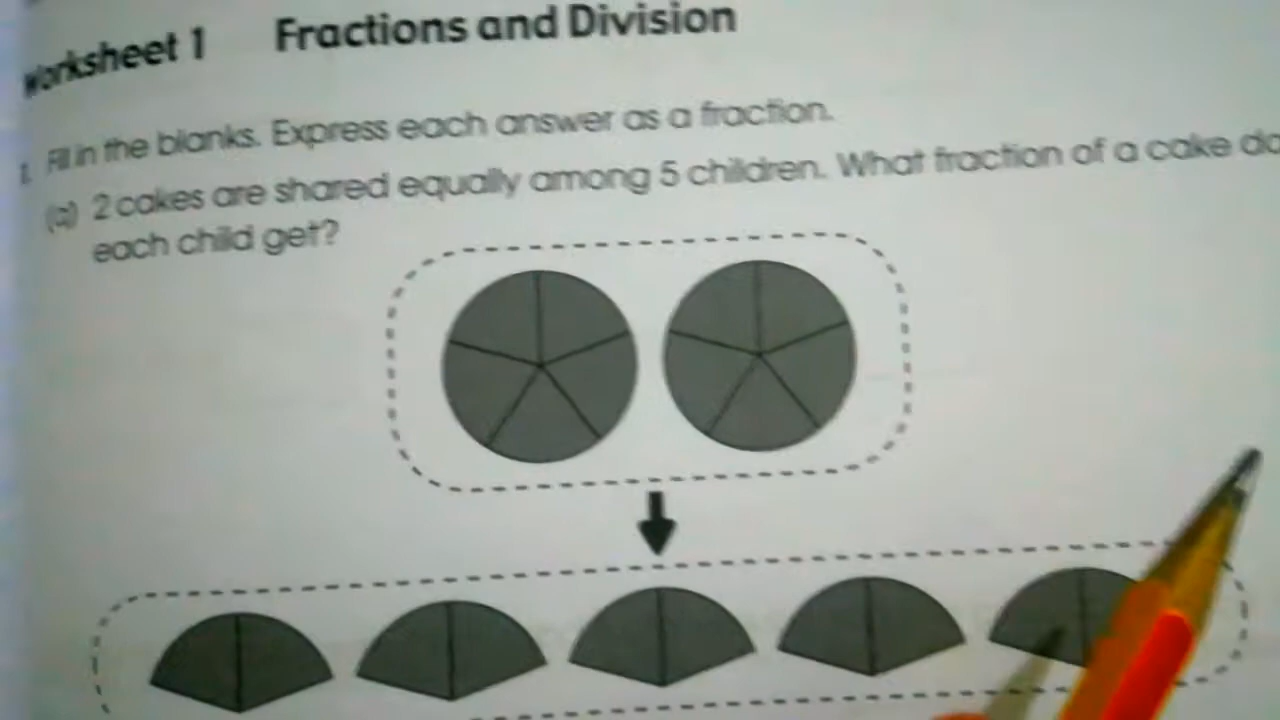 Worksheet 1 Fractions and Division
1. Fill in the blanks. Express each answer as a fraction.
(a) 2 cakes are shared equally among 5 children. What fraction of a cake do
each child get?